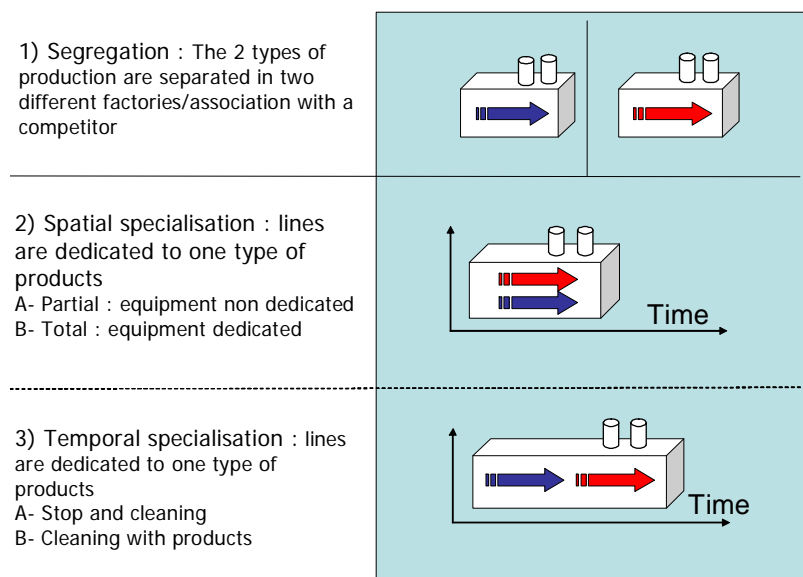 1) Segregation : The 2 types of
production are separated in two
different factories/association with a
competitor
2) Spatial specialisation : lines
are dedicated to one type of
products
A- Partial : equipment non dedicated
B- Total : equipment dedicated
Time
3) Temporal specialisation : lines
are dedicated to one type of
products
A- Stop and cleaning
B- Cleaning with products
Time